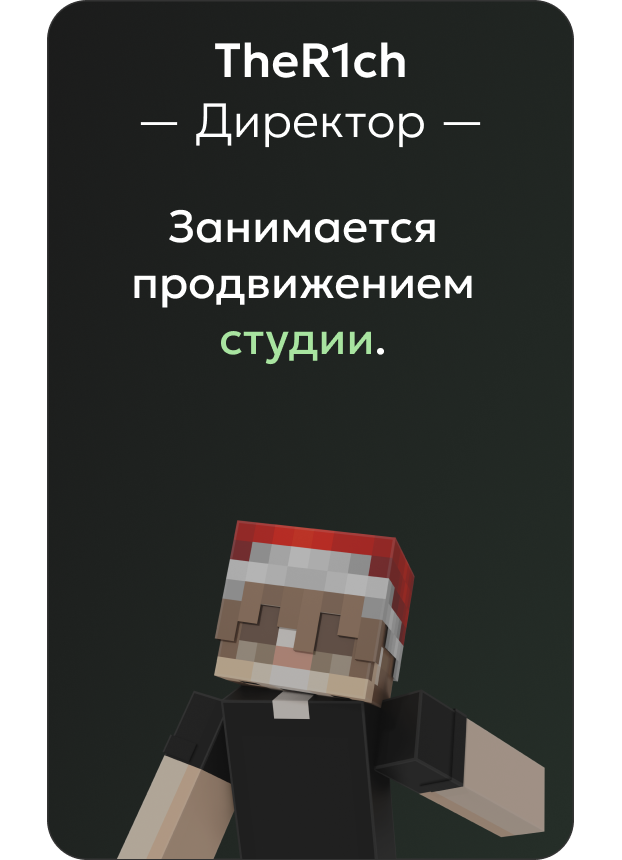 TheR1ch
— Директор —
Занимается
продвижением
студии.